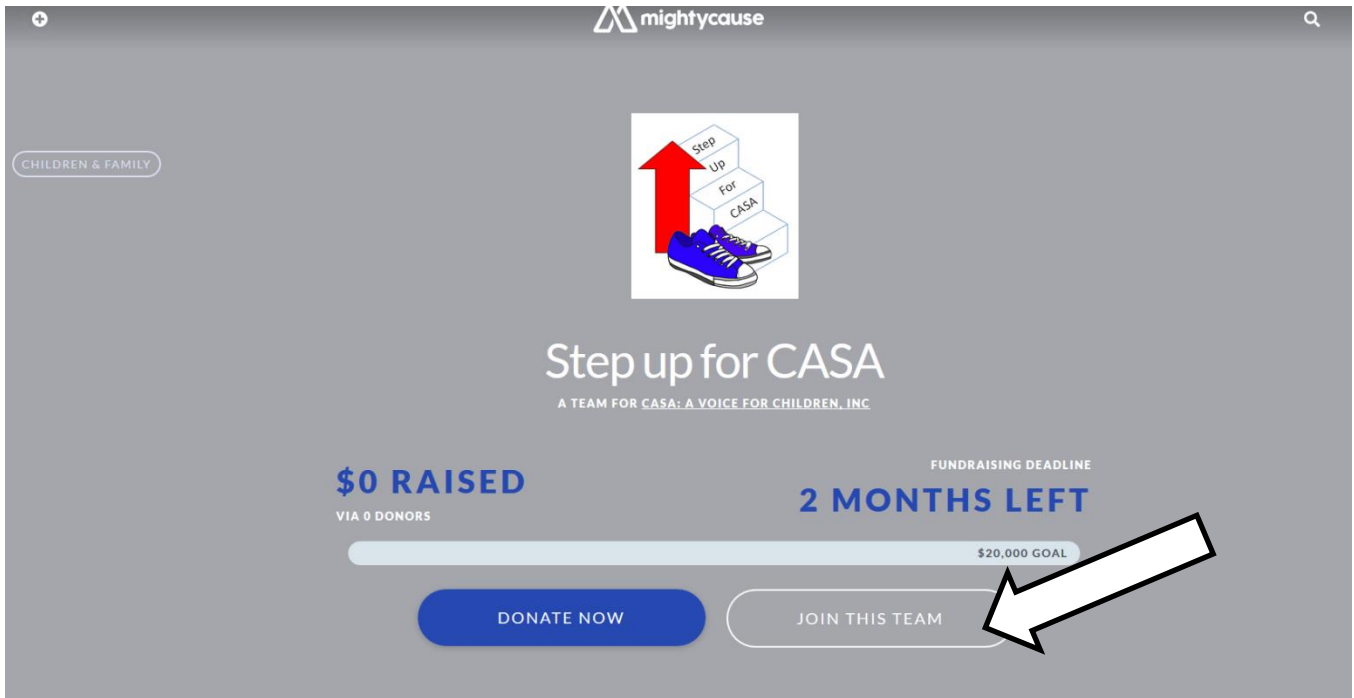 mightycause
CHILDREN & FAMILY
Step
Up
For
CASA
Step up for CASA
A TEAM FOR CASA: A VOICE FOR CHILDREN, INC
$0 RAISED
VIA 0 DONORS
FUNDRAISING DEADLINE
2 MONTHS LEFT
$20,000 GOAL
DONATE NOW
JOIN THIS TEAM